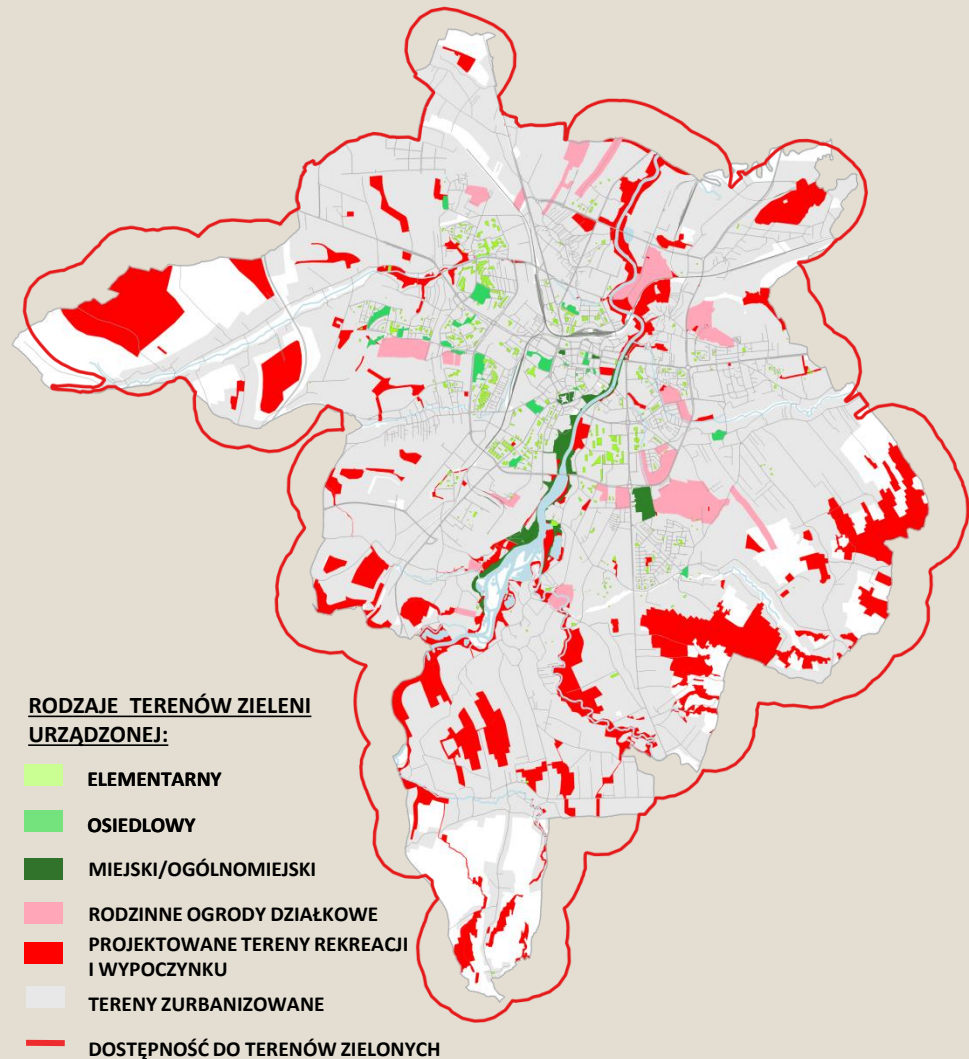 RODZAJE TERENÓW ZIELENI
URZĄDZONEJ:
ELEMENTARNY
OSIEDLOWY
MIEJSKI/OGÓLNOMIEJSKI
RODZINNE OGRODY DZIAŁKOWE
PROJEKTOWANE TERENY REKREACJI
I WYPOCZYNKU
TERENY ZURBANIZOWANE
DOSTĘPNOŚĆ DO TERENÓW ZIELONYCH